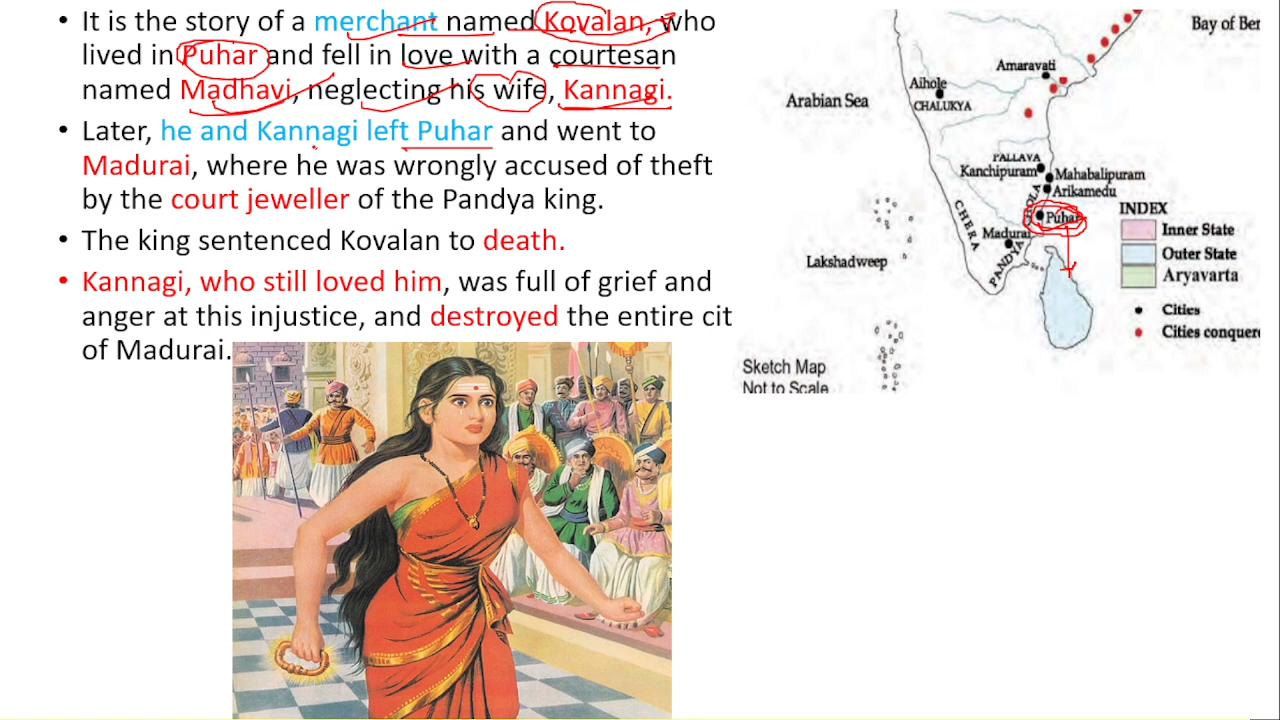 • It is the story of a merchant named Kovalan, who
lived in Puhar and fell in love with a courtesan
named Madhavi, neglecting his wife, Kannagi.
• Later, he and Kannagi left Puhar and went to
Madurai, where he was wrongly accused of theft
by the court jeweller of the Pandya king.
• The king sentenced Kovalan to death.
• Kannagi, who still loved him, was full of grief and
anger at this injustice, and destroyed the entire cit
of Madurai.
Bay of Ber
Amaravati
Aihole
Arabian Sea
CHALUKYA
PALLAVA
Kanchipuram
Mahabalipuram
Arikamedu
OLA
Puhar
CHERA
Madurai
PANDYA
Lakshadweep
INDEX
Inner State
Outer State
Aryavarta
Cities
Cities conquer
Sketch Map
Not to Scale